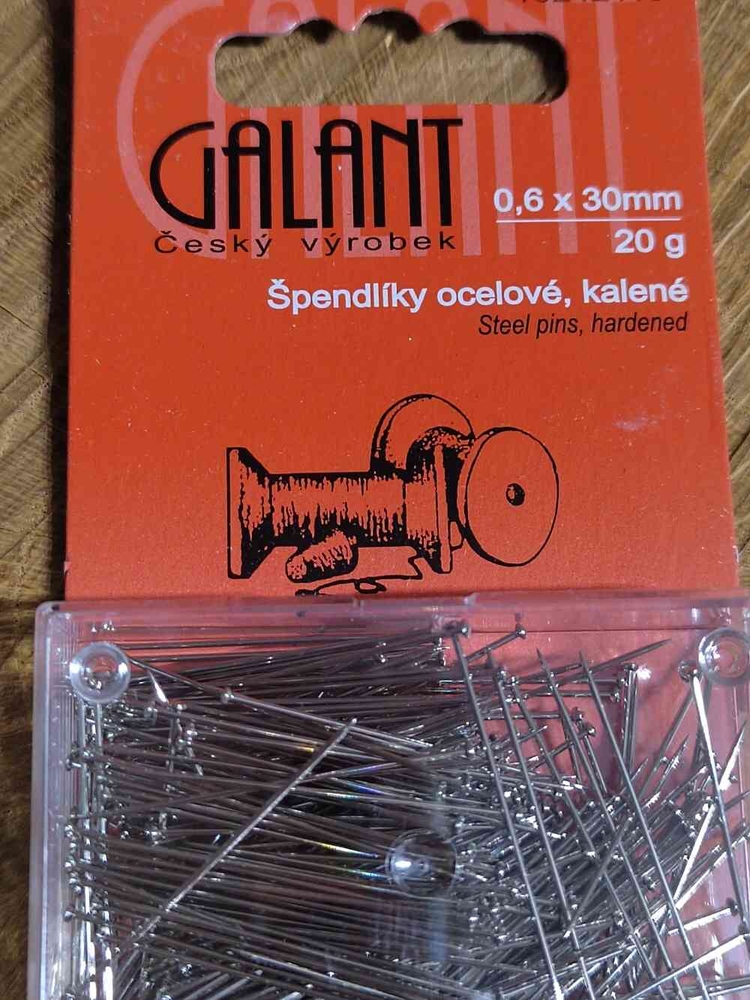 GALANT
Český výrobek
0,6 x 30mm
20 g
Špendlíky ocelové, kalené
Steel pins, hardened